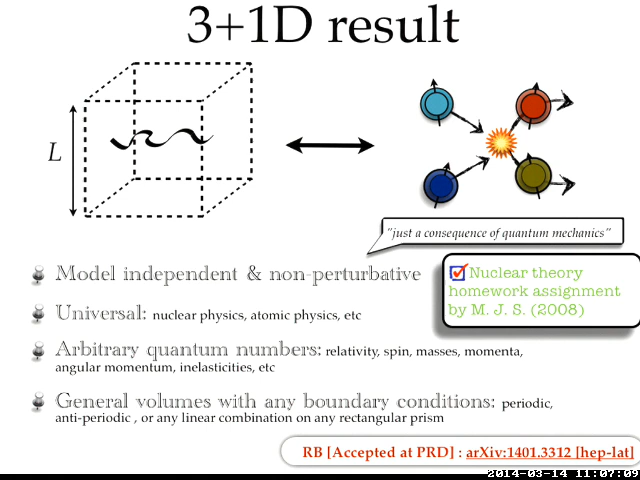 3+1D result
L
"just a consequence of quantum mechanics"
Model independent & non-perturbative
Nuclear theory
homework assignment
by M. J. S. (2008)
Universal: nuclear physics, atomic physics, etc
Arbitrary quantum numbers: relativity, spin, masses, momenta,
angular momentum, inelasticities, etc
General volumes with any boundary conditions: periodic,
anti-periodic , or any linear combination on any rectangular prism
RB [Accepted at PRD] : arXiv:1401.3312 [hep-lat]
2014-03-14 11:07:09